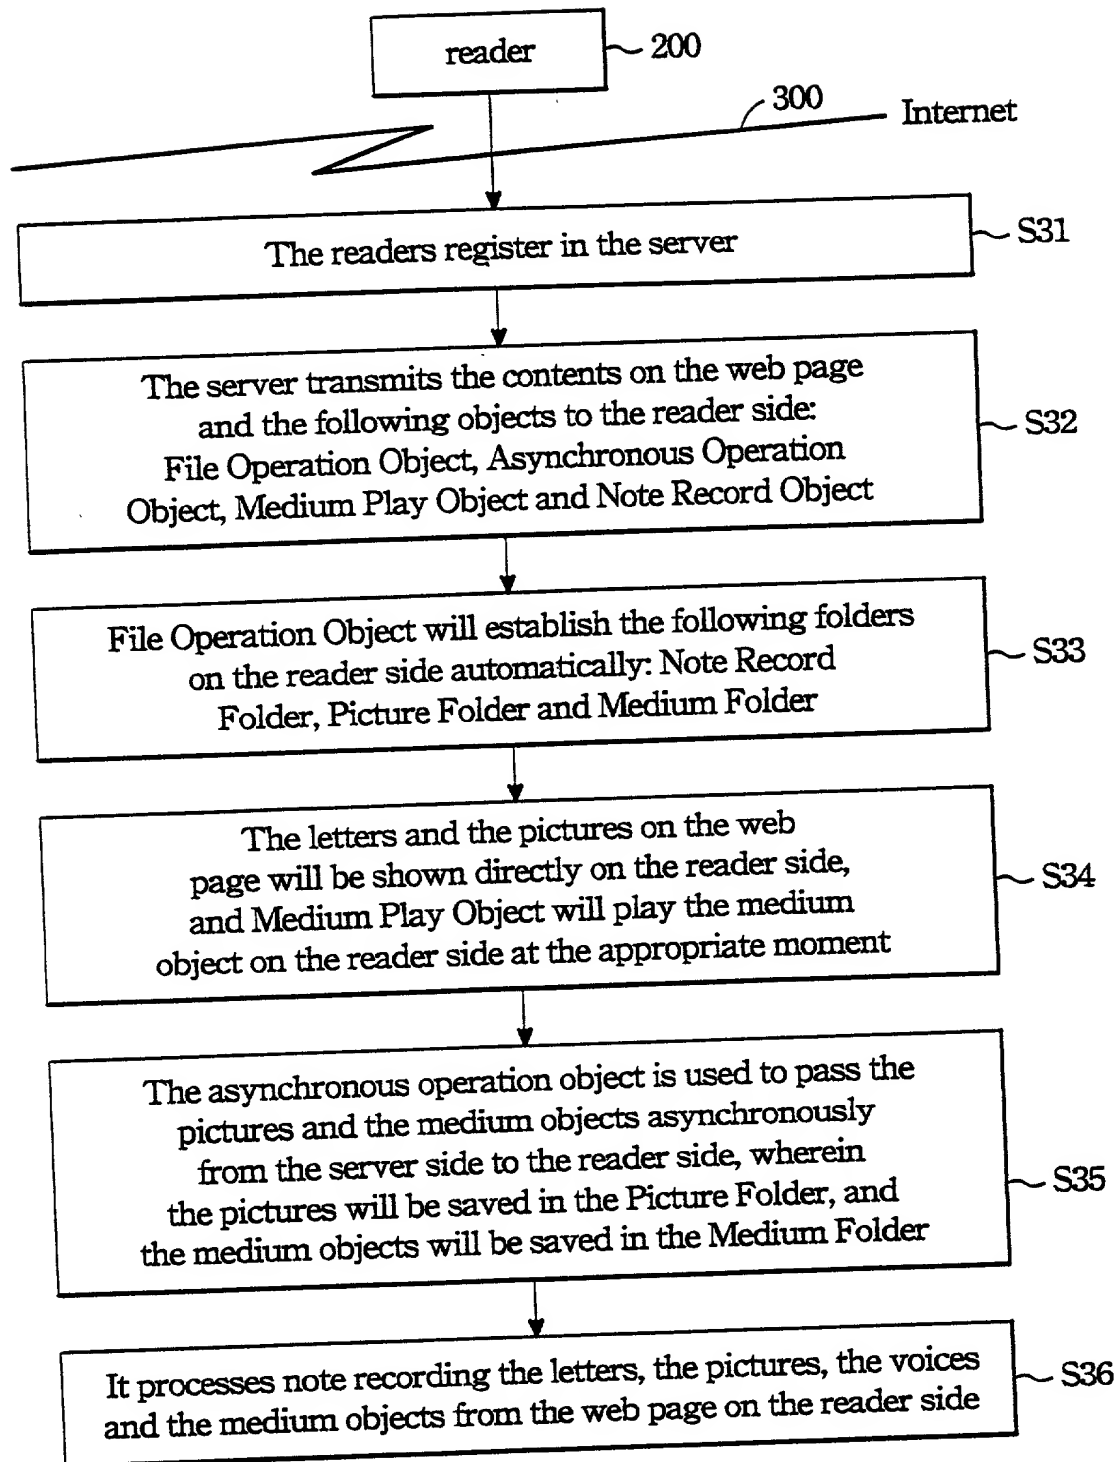 reader
200
300
Internet
The readers register in the server
S31
The server transmits the contents on the web page
and the following objects to the reader side:
File Operation Object, Asynchronous Operation
Object, Medium Play Object and Note Record Object
S32
File Operation Object will establish the following folders
on the reader side automatically: Note Record
Folder, Picture Folder and Medium Folder
S33
The letters and the pictures on the web
page will be shown directly on the reader side,
and Medium Play Object will play the medium
object on the reader side at the appropriate moment
S34
The asynchronous operation object is used to pass the
pictures and the medium objects asynchronously
from the server side to the reader side, wherein
the pictures will be saved in the Picture Folder, and
the medium objects will be saved in the Medium Folder
S35
It processes note recording the letters, the pictures, the voices
and the medium objects from the web page on the reader side
S36